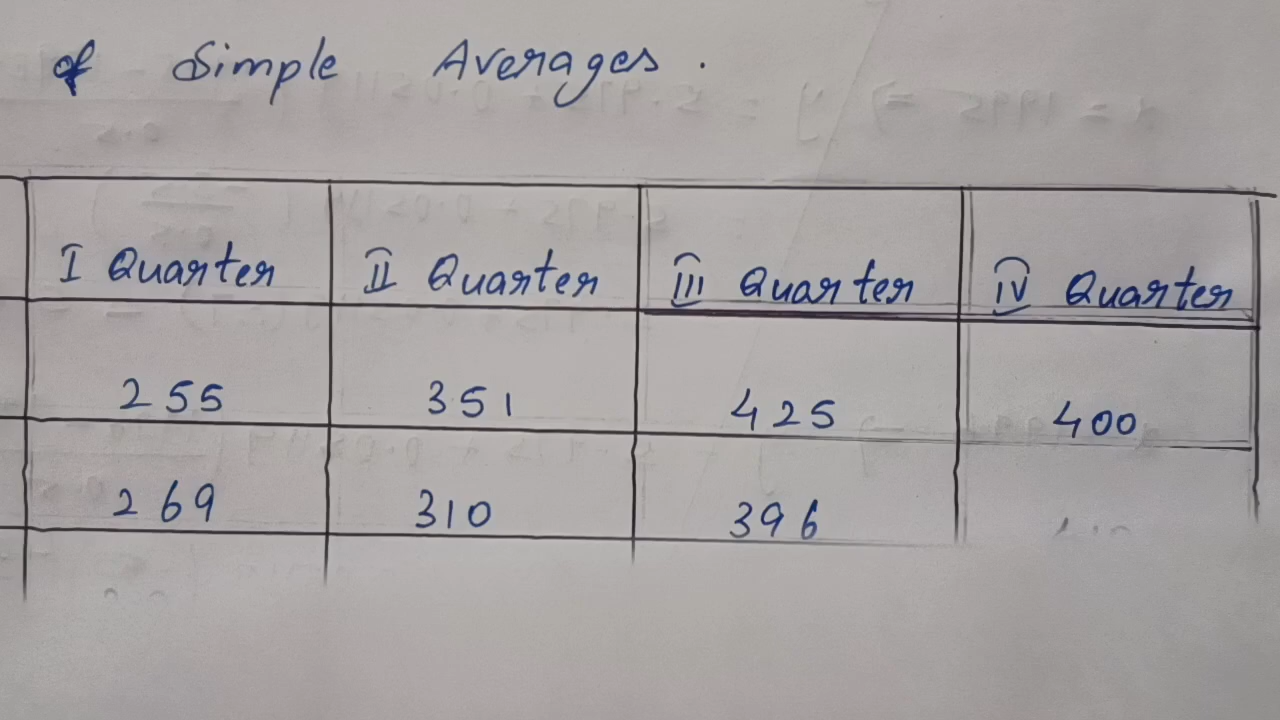 of Simple Averages.
I Quarter II Quarter III Quarter IV Quarter
255 351 425 400
269 310 396